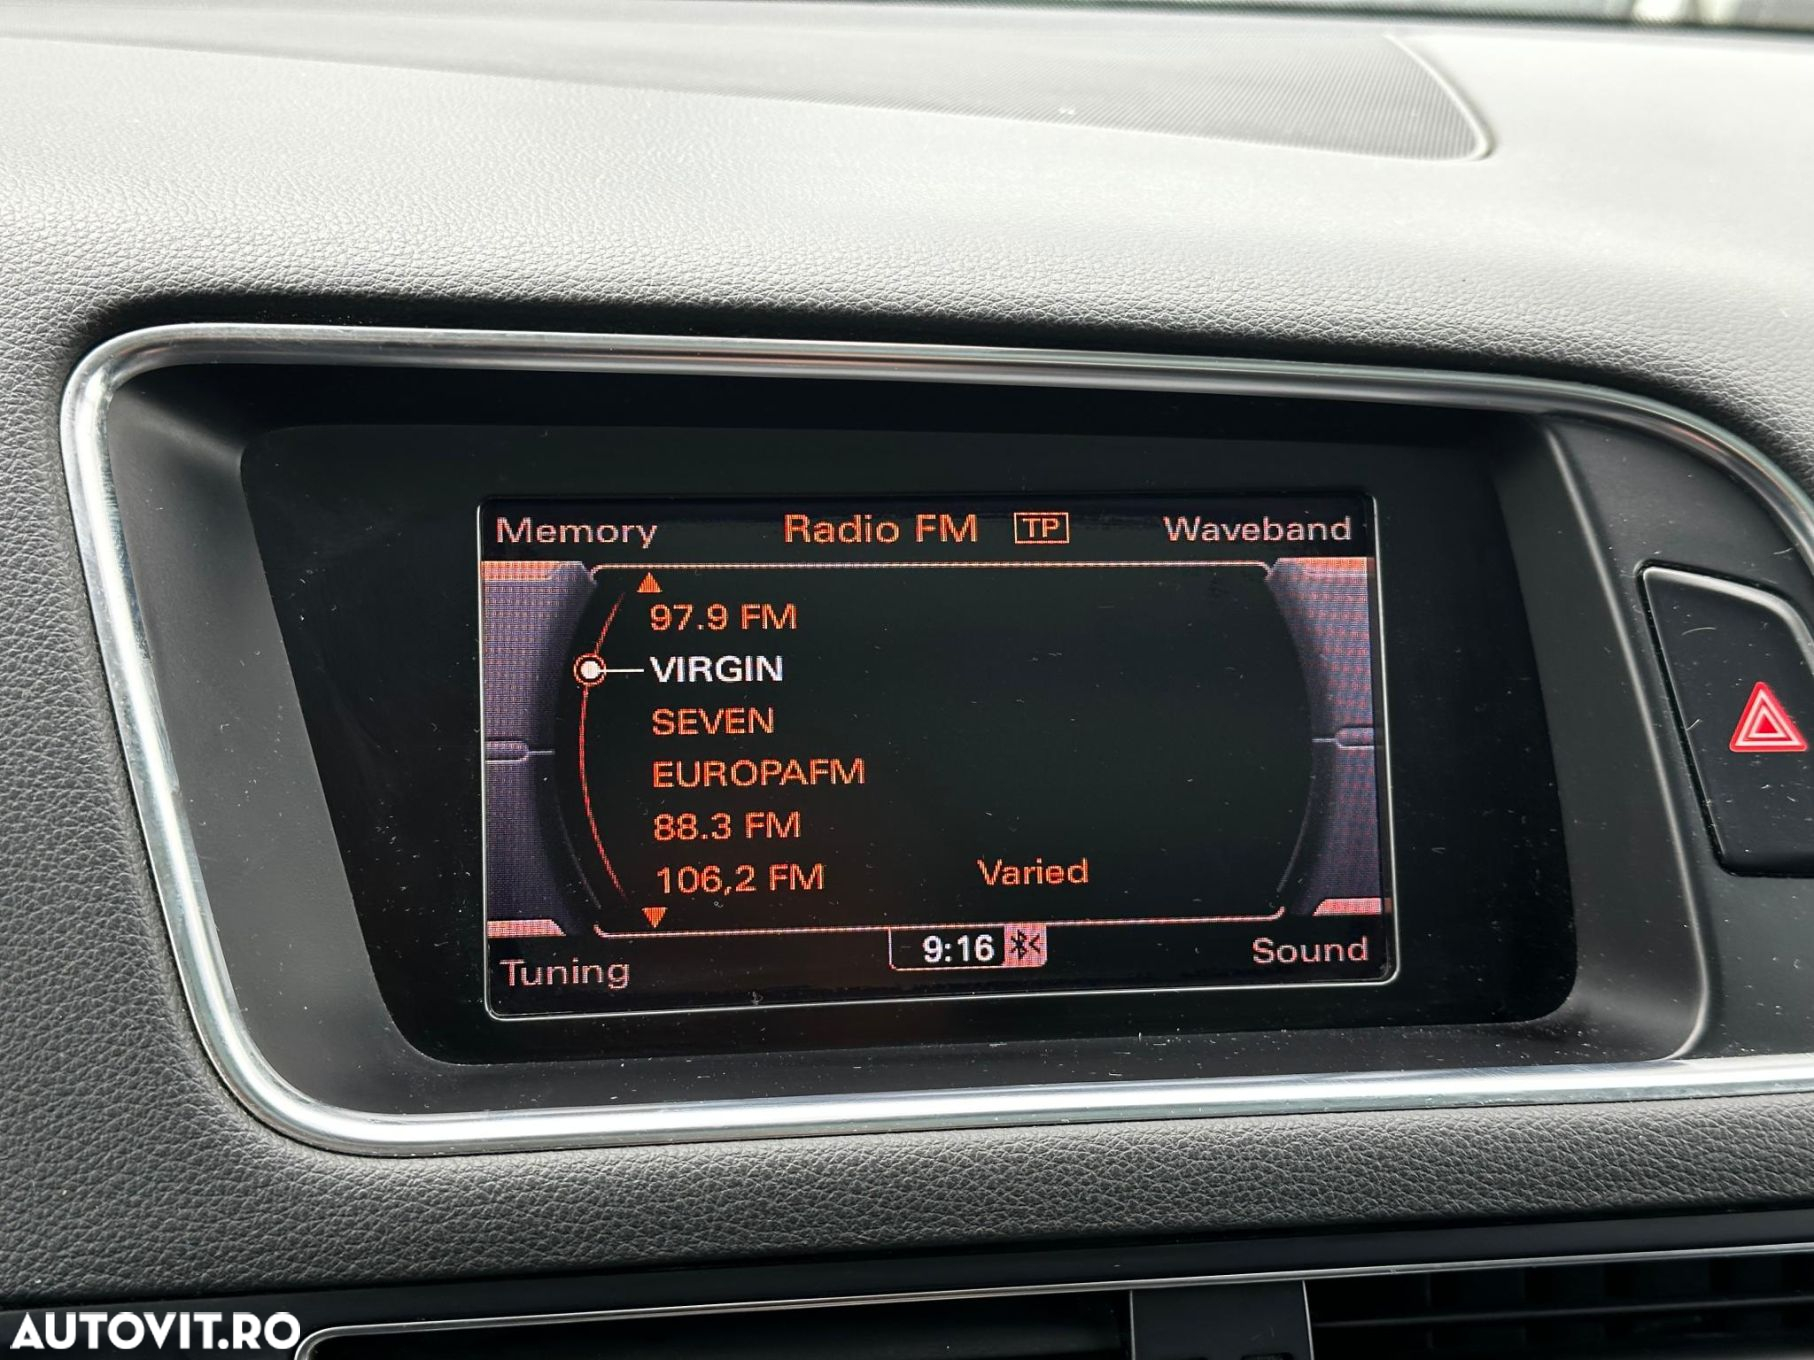 Memory Radio FM TP Waveband
97.9 FM
VIRGIN
SEVEN
EUROPAFM
88.3 FM
106,2 FM Varied
Tuning 9:16 Sound
AUTOVIT.RO